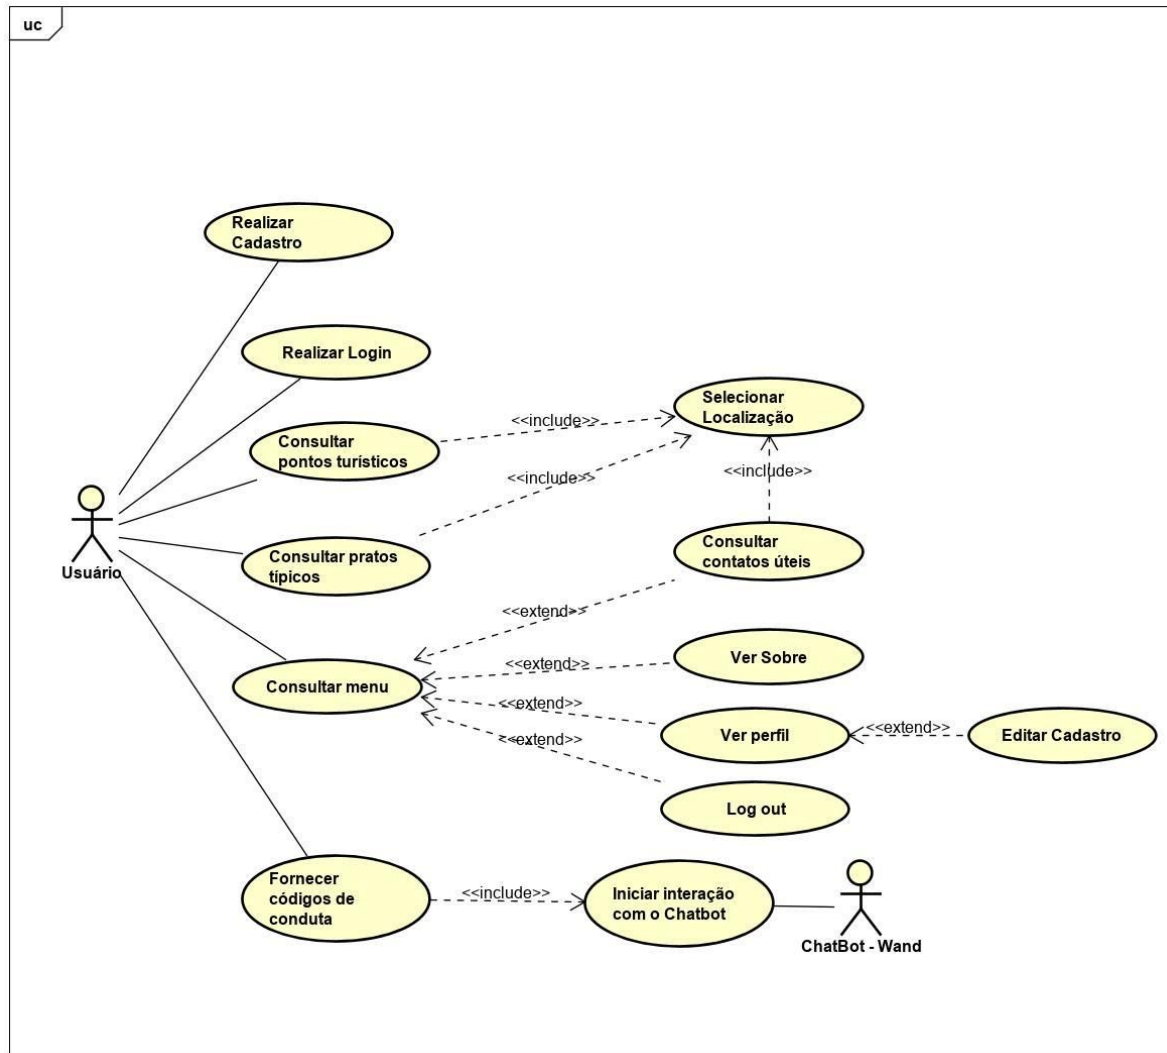 uc
Realizar
Cadastro
Realizar Login
Selecionar
Localização
<<include>>
Consultar
pontos turísticos
<<include>>
<<include>>
Usuário
Consultar pratos
típicos
Consultar
contatos úteis
<<extend>>
Consultar menu
<<extend>>
Ver Sobre
<<extend>>
Ver perfil
<<extend>>
Editar Cadastro
<<extend>>
Log out
Fornecer
códigos de
conduta
<<include>>
Iniciar interação
com o Chatbot
ChatBot - Wand